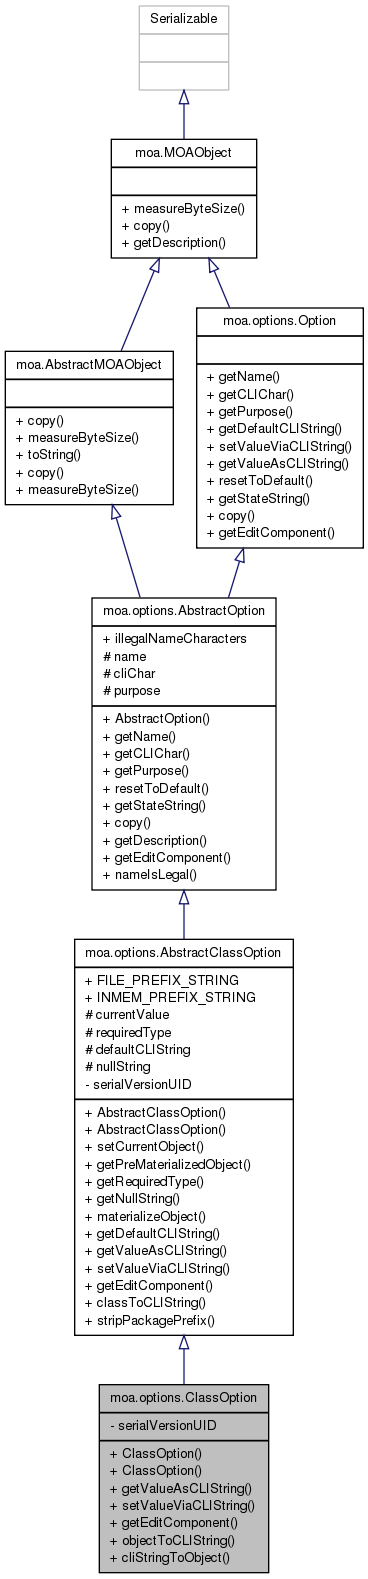 Serializable
moa.MOAObject
+ measureByteSize()
+ copy()
+ getDescription()
moa.AbstractMOAObject
+ copy()
+ measureByteSize()
+ toString()
+ copy()
+ measureByteSize()
moa.options.Option
+ getName()
+ getCLIChar()
+ getPurpose()
+ getDefaultCLIString()
+ setValueViaCLIString()
+ getValueAsCLIString()
+ resetToDefault()
+ getStateString()
+ copy()
+ getEditComponent()
moa.options.AbstractOption
+ illegalNameCharacters
# name
# cliChar
# purpose
+ AbstractOption()
+ getName()
+ getCLIChar()
+ getPurpose()
+ resetToDefault()
+ getStateString()
+ copy()
+ getDescription()
+ getEditComponent()
+ nameIsLegal()
moa.options.AbstractClassOption
+ FILE_PREFIX_STRING
+ INMEM_PREFIX_STRING
# currentValue
# requiredType
# defaultCLIString
# nullString
- serialVersionUID
+ AbstractClassOption()
+ AbstractClassOption()
+ setCurrentObject()
+ getPreMaterializedObject()
+ getRequiredType()
+ getNullString()
+ materializeObject()
+ getDefaultCLIString()
+ getValueAsCLIString()
+ setValueViaCLIString()
+ getEditComponent()
+ classToCLIString()
+ stripPackagePrefix()
moa.options.ClassOption
- serialVersionUID
+ ClassOption()
+ ClassOption()
+ getValueAsCLIString()
+ setValueViaCLIString()
+ getEditComponent()
+ objectToCLIString()
+ cliStringToObject()